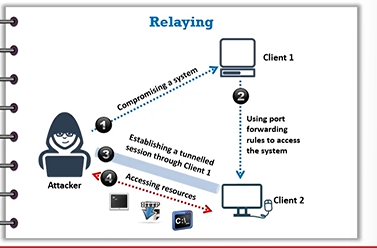 Relaying
Client 1
Compromising a system
1
2
Using port
forwarding
rules to access
the system
Establishing a tunnelled
session through Client 1
3
Attacker
4
Accessing resources
Client 2
C:\